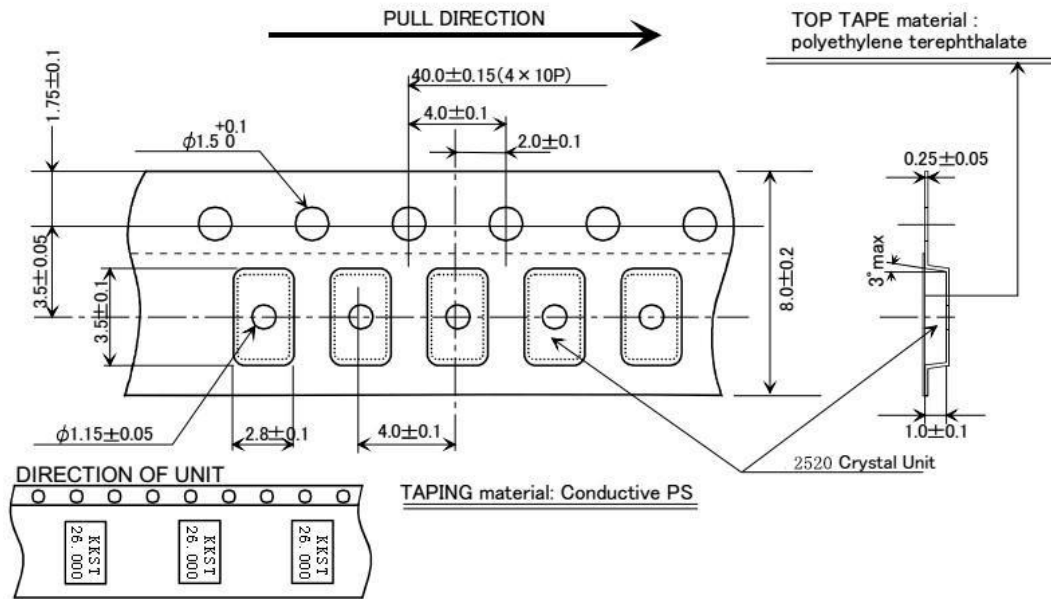 PULL DIRECTION
TOP TAPE material :
polyethylene terephthalate
1.75±0.1
40.0±0.15(4×10P)
4.0±0.1
+0.1
φ1.5 0
2.0±0.1
0.25±0.05
3.5±0.05
3.5±0.1
8.0±0.2
3°max
φ1.15±0.05
2.8±0.1
4.0±0.1
1.0±0.1
2520 Crystal Unit
DIRECTION OF UNIT
TAPING material: Conductive PS
KKST
26.000
KKST
26.000
KKST
26.000